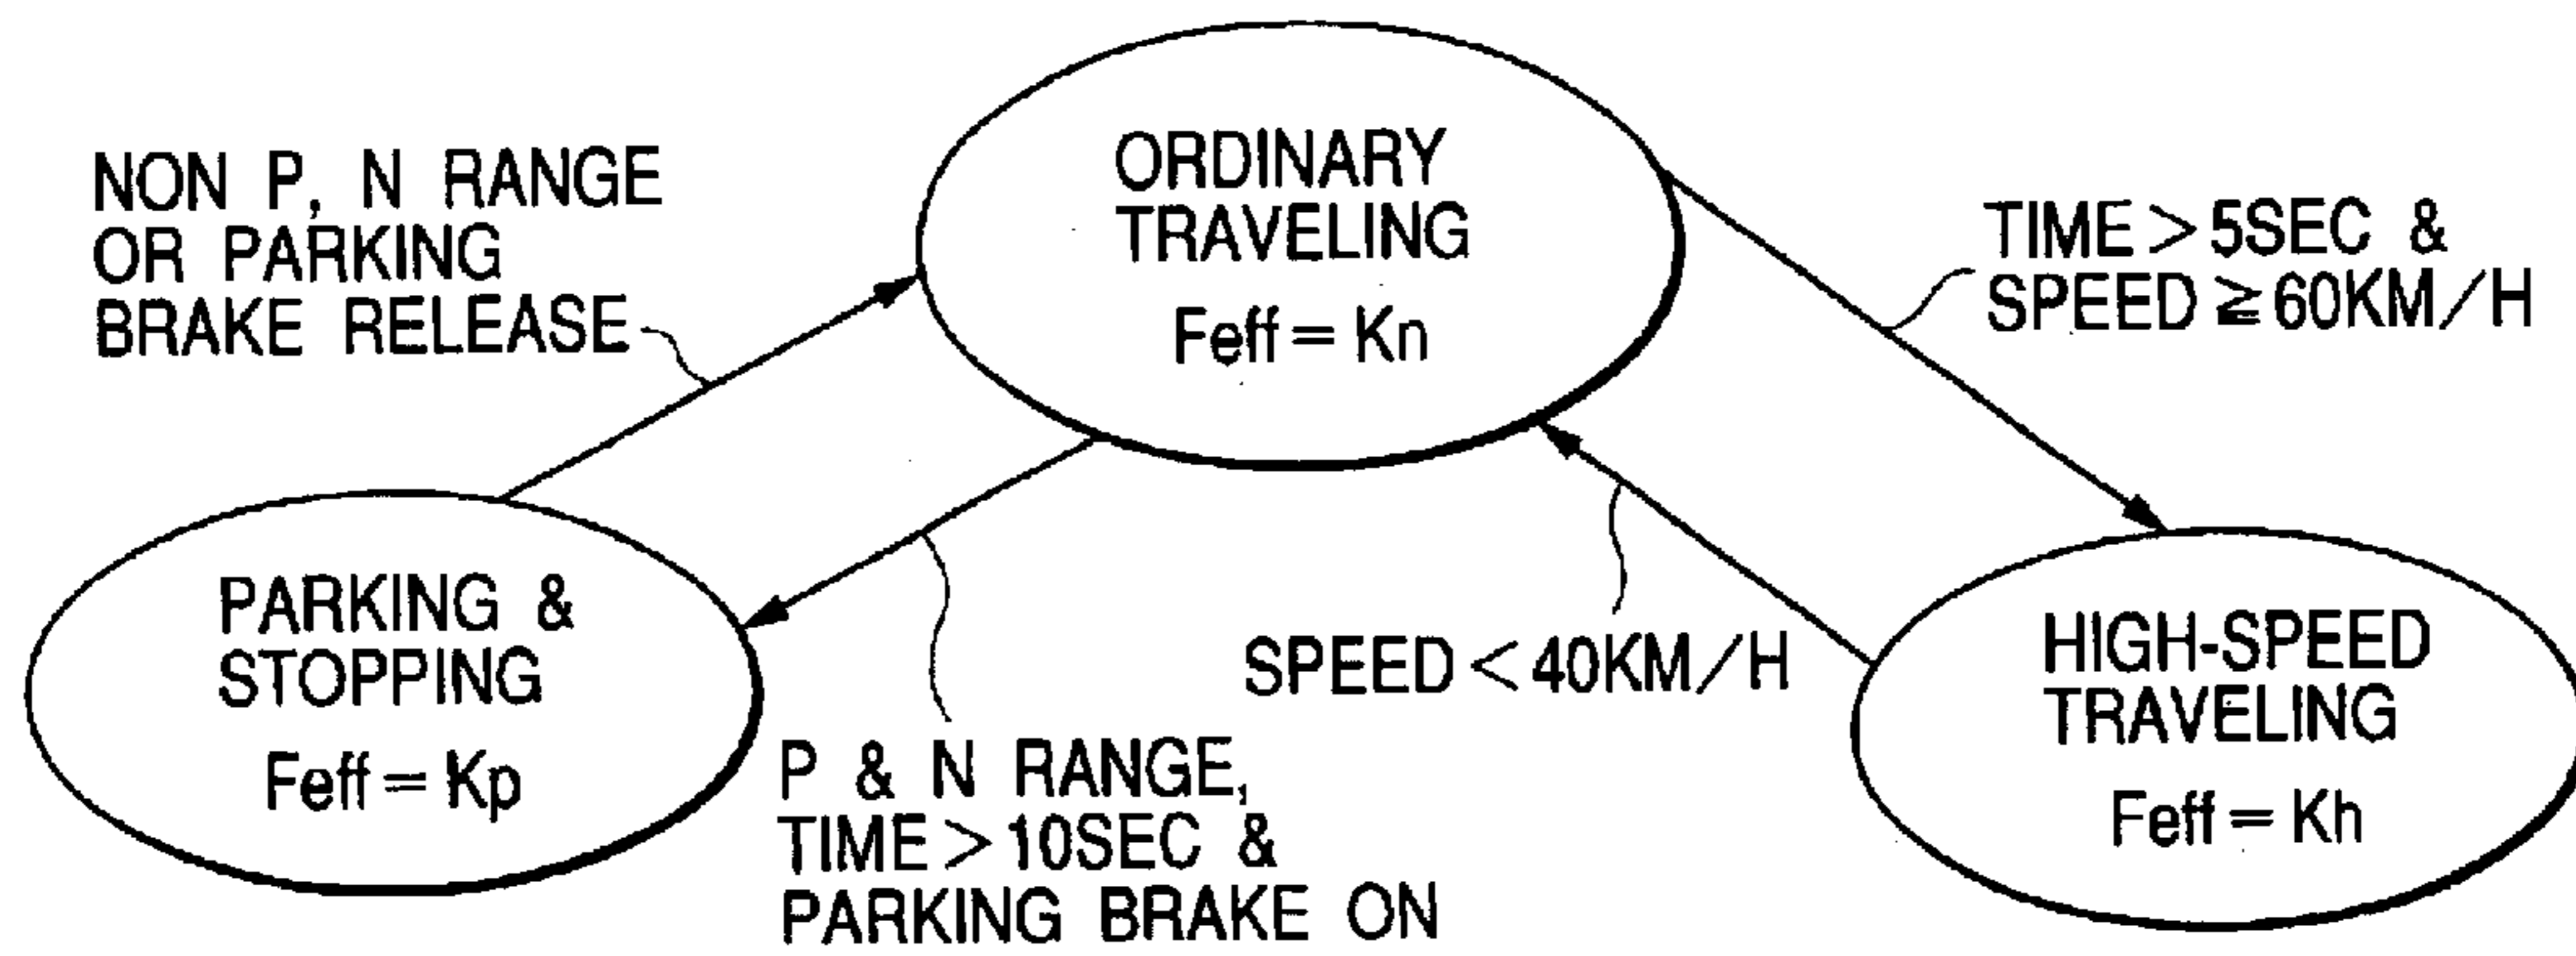 ORDINARY
TRAVELING
Feff = Kn
NON P, N RANGE
OR PARKING
BRAKE RELEASE
TIME > 5SEC &
SPEED ≧ 60KM/H
PARKING &
STOPPING
Feff = Kp
P & N RANGE,
TIME > 10SEC &
PARKING BRAKE ON
SPEED < 40KM/H
HIGH-SPEED
TRAVELING
Feff = Kh